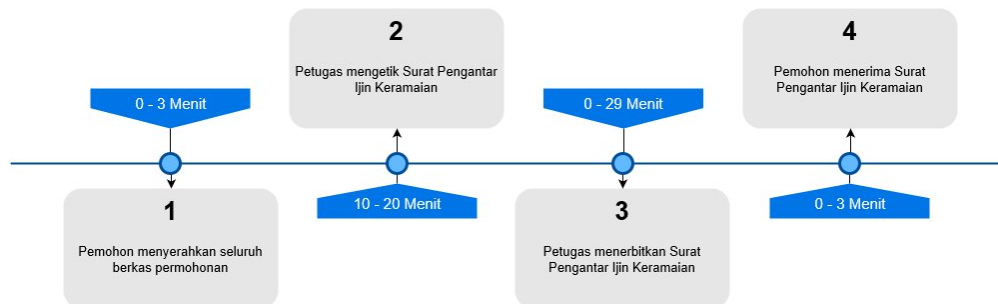 0 - 3 Menit
1
Pemohon menyerahkan seluruh
berkas permohonan
2
Petugas mengetik Surat Pengantar
Ijin Keramaian
10 - 20 Menit
0 - 29 Menit
3
Petugas menerbitkan Surat
Pengantar Ijin Keramaian
4
Pemohon menerima Surat
Pengantar Ijin Keramaian
0 - 3 Menit